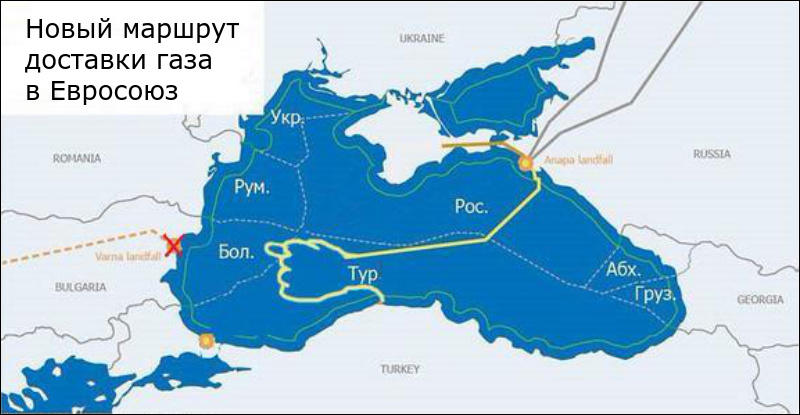 Новый маршрут
доставки газа
в Евросоюз
UKRAINE
Укр.
ROMANIA
Anapa landfall
RUSSIA
Рум.
Рос.
Varna landfall
Бол.
Тур.
Абх.
BULGARIA
Груз.
GEORGIA
TURKEY